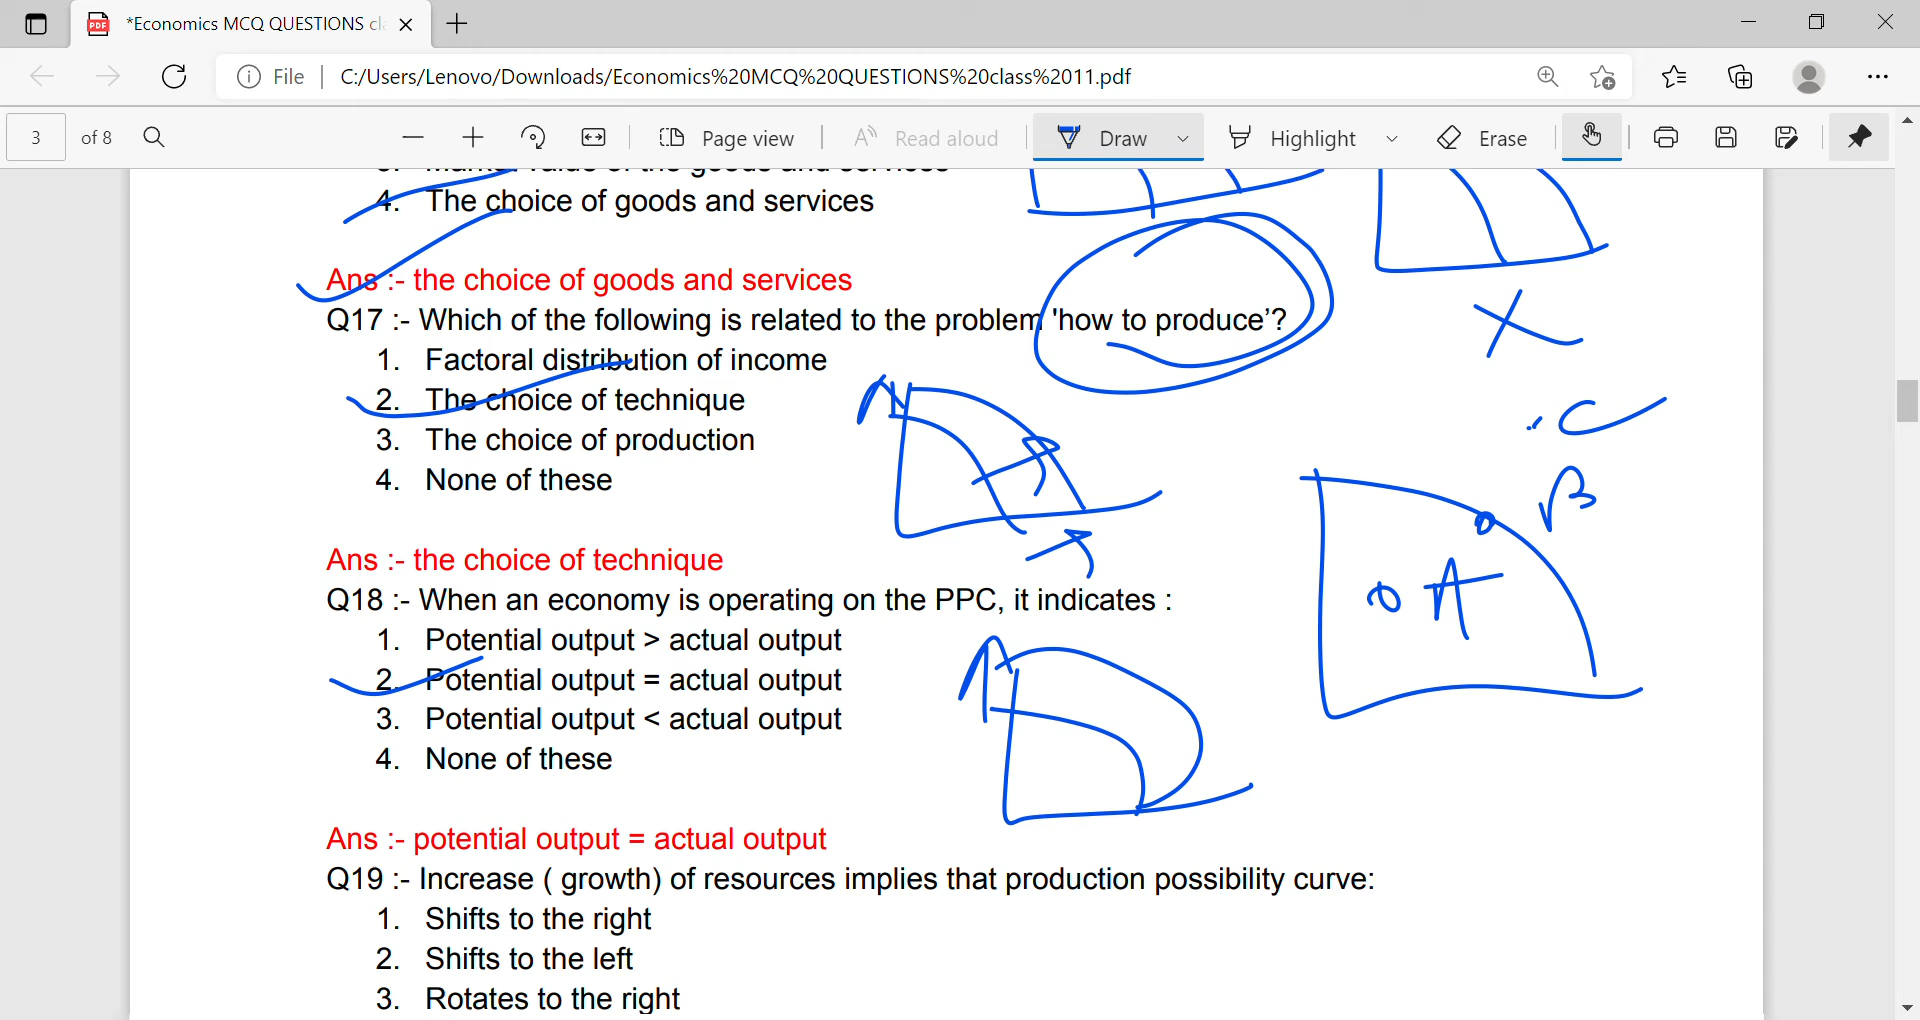 *Economics MCQ QUESTIONS cl
File
C:/Users/Lenovo/Downloads/Economics%20MCQ%20QUESTIONS%20class%2011.pdf
3 of 8
Page view
Read aloud
Draw
Highlight
Erase
4. The choice of goods and services
Ans :- the choice of goods and services
Q17 :- Which of the following is related to the problem 'how to produce'?
1. Factoral distribution of income
2. The choice of technique
3. The choice of production
4. None of these
Ans :- the choice of technique
Q18 :- When an economy is operating on the PPC, it indicates :
1. Potential output > actual output
2. Potential output = actual output
3. Potential output < actual output
4. None of these
Ans :- potential output = actual output
Q19 :- Increase ( growth) of resources implies that production possibility curve:
1. Shifts to the right
2. Shifts to the left
3. Rotates to the right
C
B
A